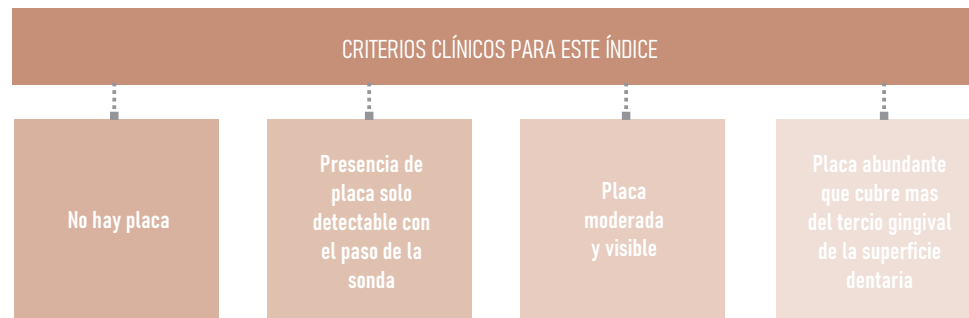 CRITERIOS CLÍNICOS PARA ESTE ÍNDICE
No hay placa
Presencia de
placa solo
detectable con
el paso de la
sonda
Placa
moderada
y visible
Placa abundante
que cubre mas
del tercio gingival
de la superficie
dentaria